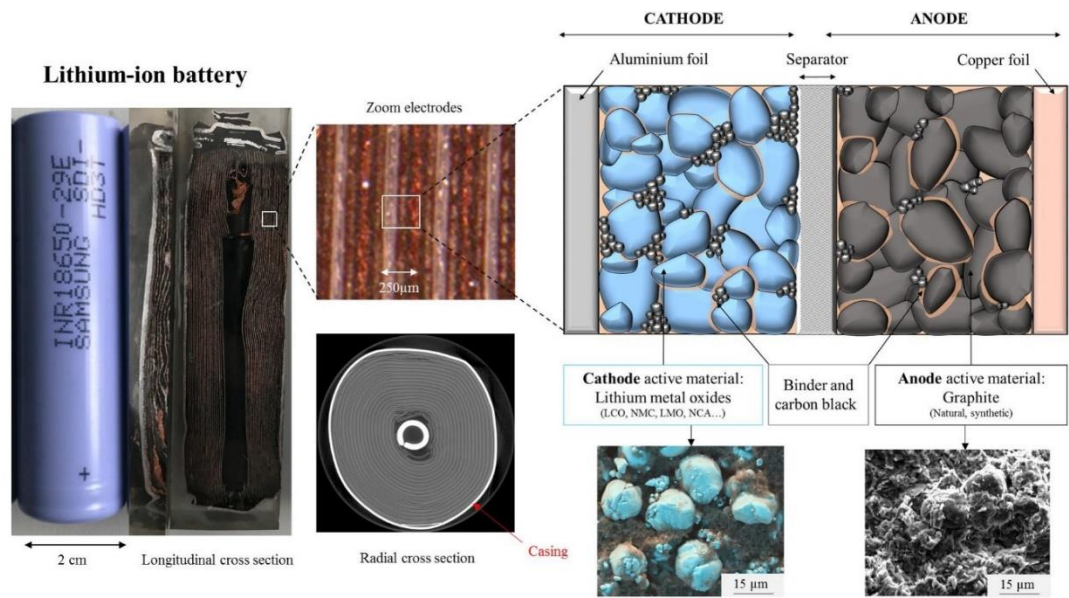 Lithium-ion battery
INR18650-29E
SAMSUNG SDI-
HD3T
+
2 cm
Longitudinal cross section
Zoom electrodes
250μm
Radial cross section
Casing
CATHODE
ANODE
Aluminium foil
Separator
Copper foil
Cathode active material:
Lithium metal oxides
(LCO, NMC, LMO, NCA…)
Binder and
carbon black
Anode active material:
Graphite
(Natural, synthetic)
15 μm
15 μm